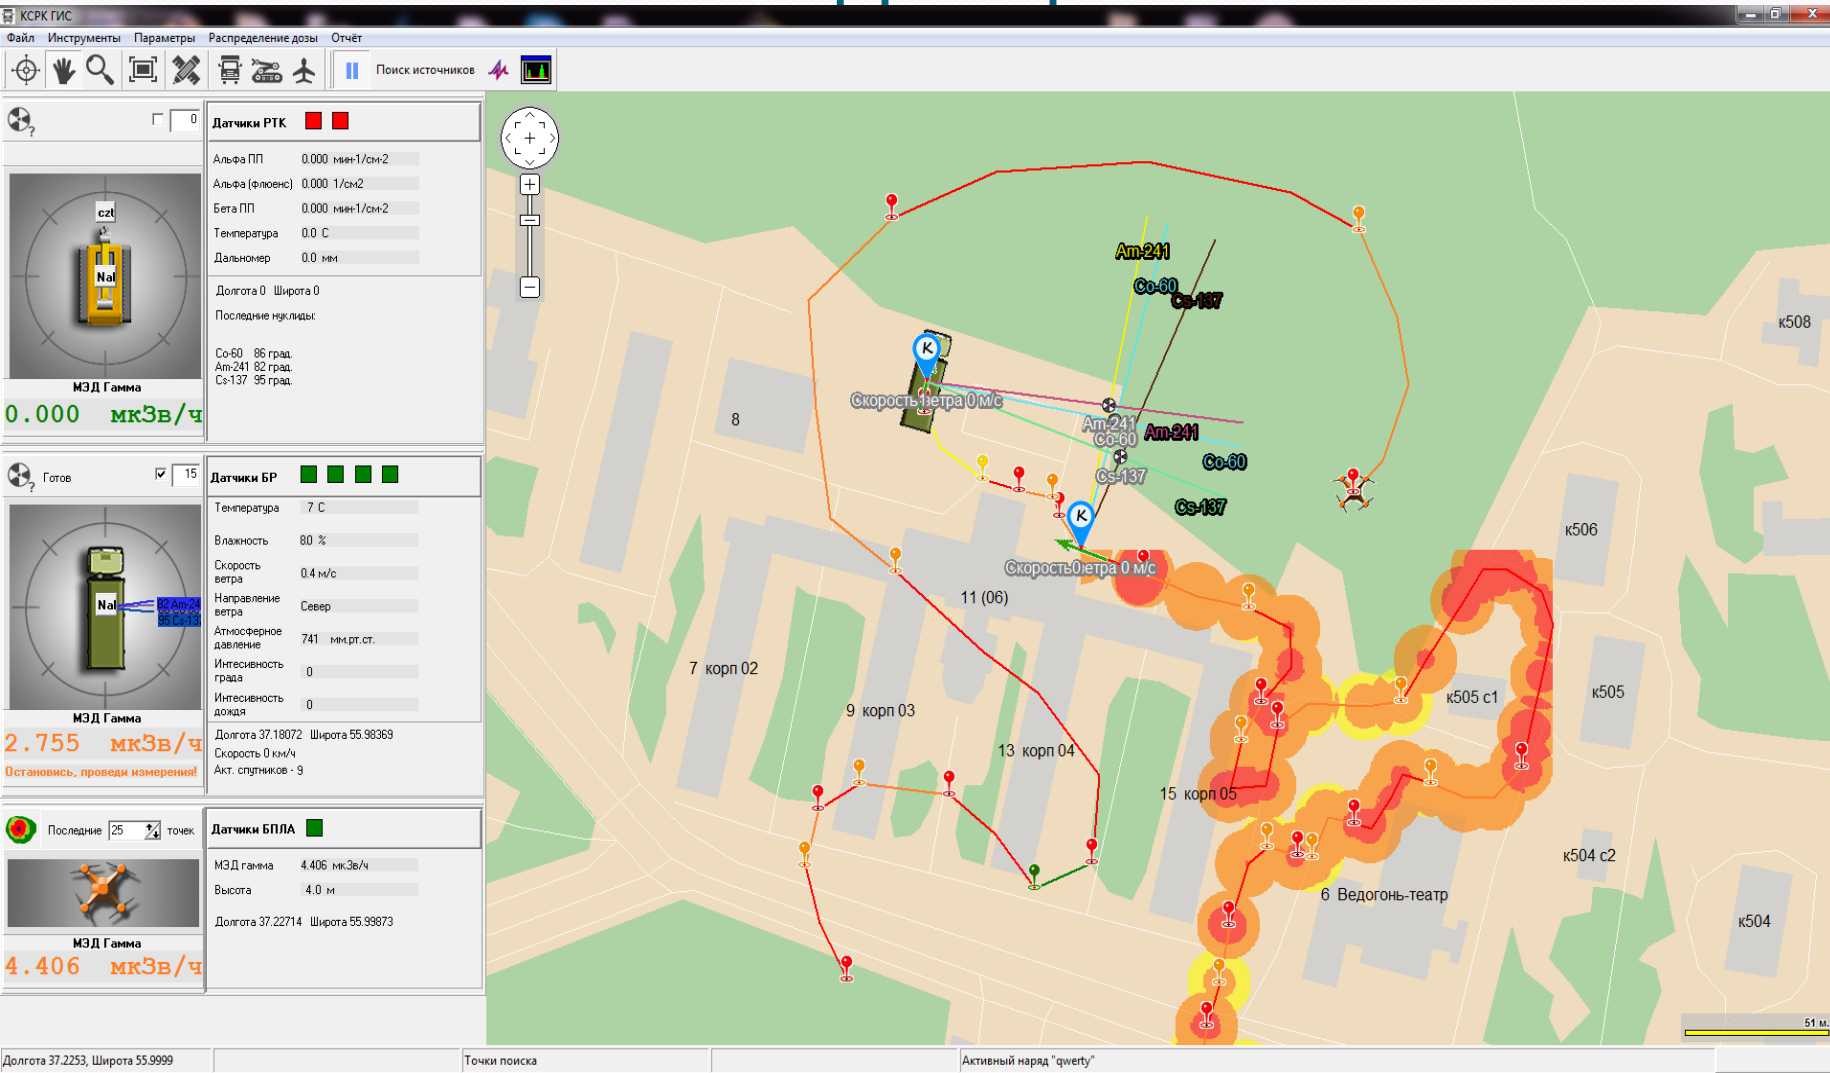 КСРК ГИС
Файл Инструменты Параметры Распределение дозы Отчёт
Поиск источников
0
Датчики РТК
Альфа ПП 0.000 мин-1/см-2
Альфа (флюенс) 0.000 1/см2
Бета ПП 0.000 мин-1/см-2
Температура 0.0 С
Дальномер 0.0 мм
Долгота 0 Широта 0
Последние нуклиды:
Co-60 86 град.
Am-241 82 град.
Cs-137 95 град.
czt
NaI
МЭД Гамма
0.000 мкЗв/ч
Готов
15
Датчики БР
Температура 7 С
Влажность 80 %
Скорость ветра 0.4 м/с
Направление ветра Север
Атмосферное давление 741 мм.рт.ст.
Интесивность града 0
Интесивность дождя 0
Долгота 37.18072 Широта 55.98369
Скорость 0 км/ч
Акт. спутников - 9
NaI
82 Am-24
95 Cs-13
МЭД Гамма
2.755 мкЗв/ч
Остановись, проведи измерения!
Последние 25 точек
Датчики БПЛА
МЭД гамма 4.406 мкЗв/ч
Высота 4.0 м
Долгота 37.22714 Широта 55.99873
МЭД Гамма
4.406 мкЗв/ч
Am-241
Co-60
Cs-137
к508
K
Скорость ветра 0 м/с
8
Am-241
Co-60
Am-241
Co-60
Cs-137
Cs-137
K
к506
Скорость ветра 0 м/с
11 (06)
7 корп 02
9 корп 03
к505 с1
к505
13 корп 04
15 корп 05
к504 с2
6 Ведогонь-театр
к504
51 м.
Долгота 37.2253, Широта 55.9999
Точки поиска
Активный наряд "qwerty"